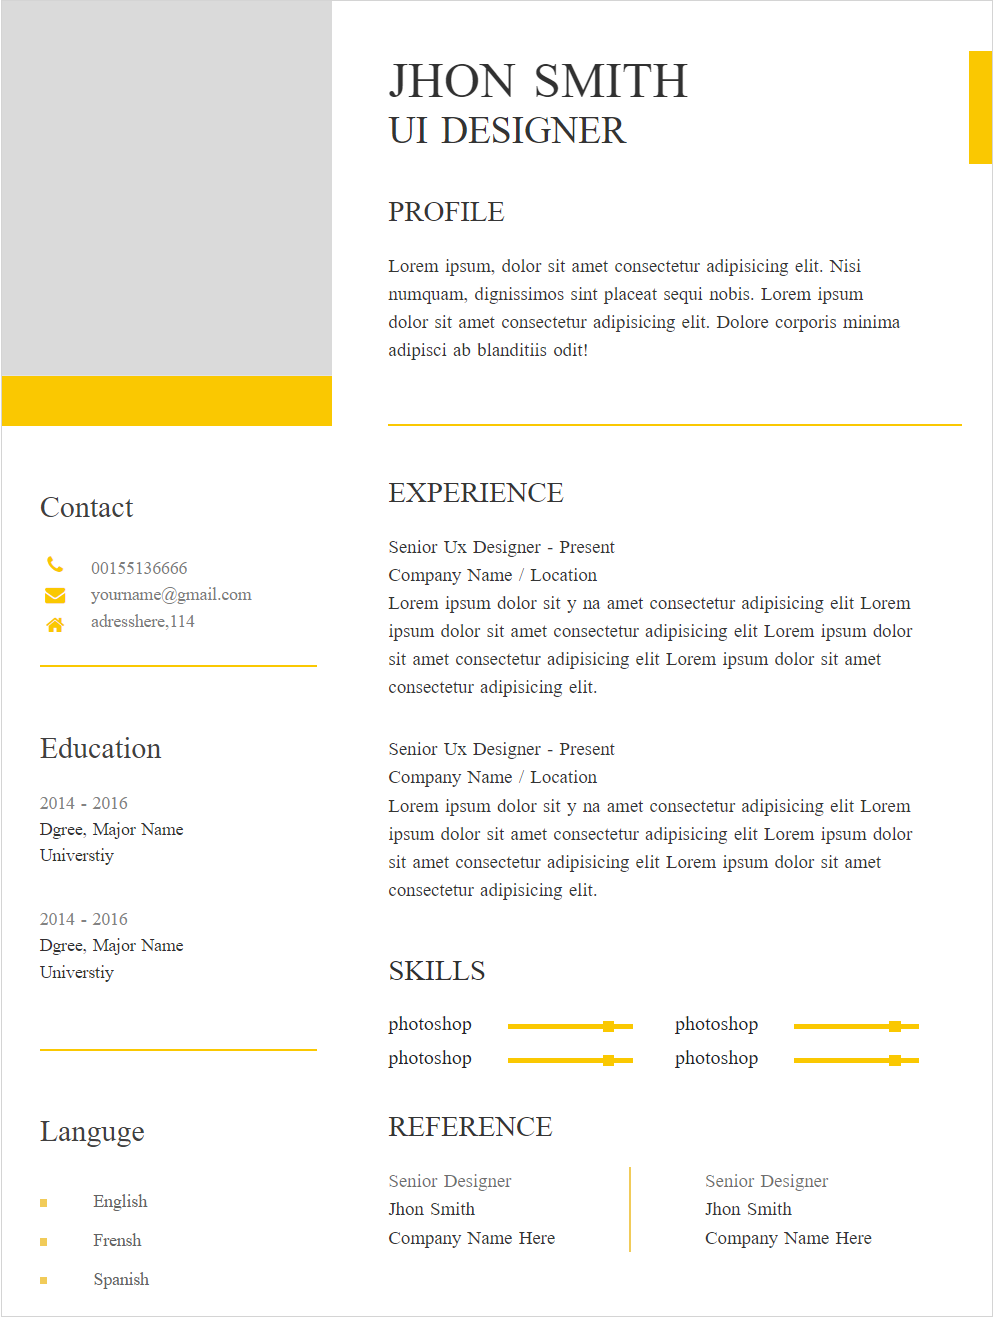 JHON SMITH
UI DESIGNER
PROFILE
Lorem ipsum, dolor sit amet consectetur adipisicing elit. Nisi
numquam, dignissimos sint placeat sequi nobis. Lorem ipsum
dolor sit amet consectetur adipisicing elit. Dolore corporis minima
adipisci ab blanditiis odit!
Contact
00155136666
yourname@gmail.com
adresshere,114
Education
2014 - 2016
Dgree, Major Name
Universtiy
2014 - 2016
Dgree, Major Name
Universtiy
Languge
English
Frensh
Spanish
EXPERIENCE
Senior Ux Designer - Present
Company Name / Location
Lorem ipsum dolor sit y na amet consectetur adipisicing elit Lorem
ipsum dolor sit amet consectetur adipisicing elit Lorem ipsum dolor
sit amet consectetur adipisicing elit Lorem ipsum dolor sit amet
consectetur adipisicing elit.
Senior Ux Designer - Present
Company Name / Location
Lorem ipsum dolor sit y na amet consectetur adipisicing elit Lorem
ipsum dolor sit amet consectetur adipisicing elit Lorem ipsum dolor
sit amet consectetur adipisicing elit Lorem ipsum dolor sit amet
consectetur adipisicing elit.
SKILLS
photoshop photoshop
photoshop photoshop
REFERENCE
Senior Designer
Jhon Smith
Company Name Here
Senior Designer
Jhon Smith
Company Name Here